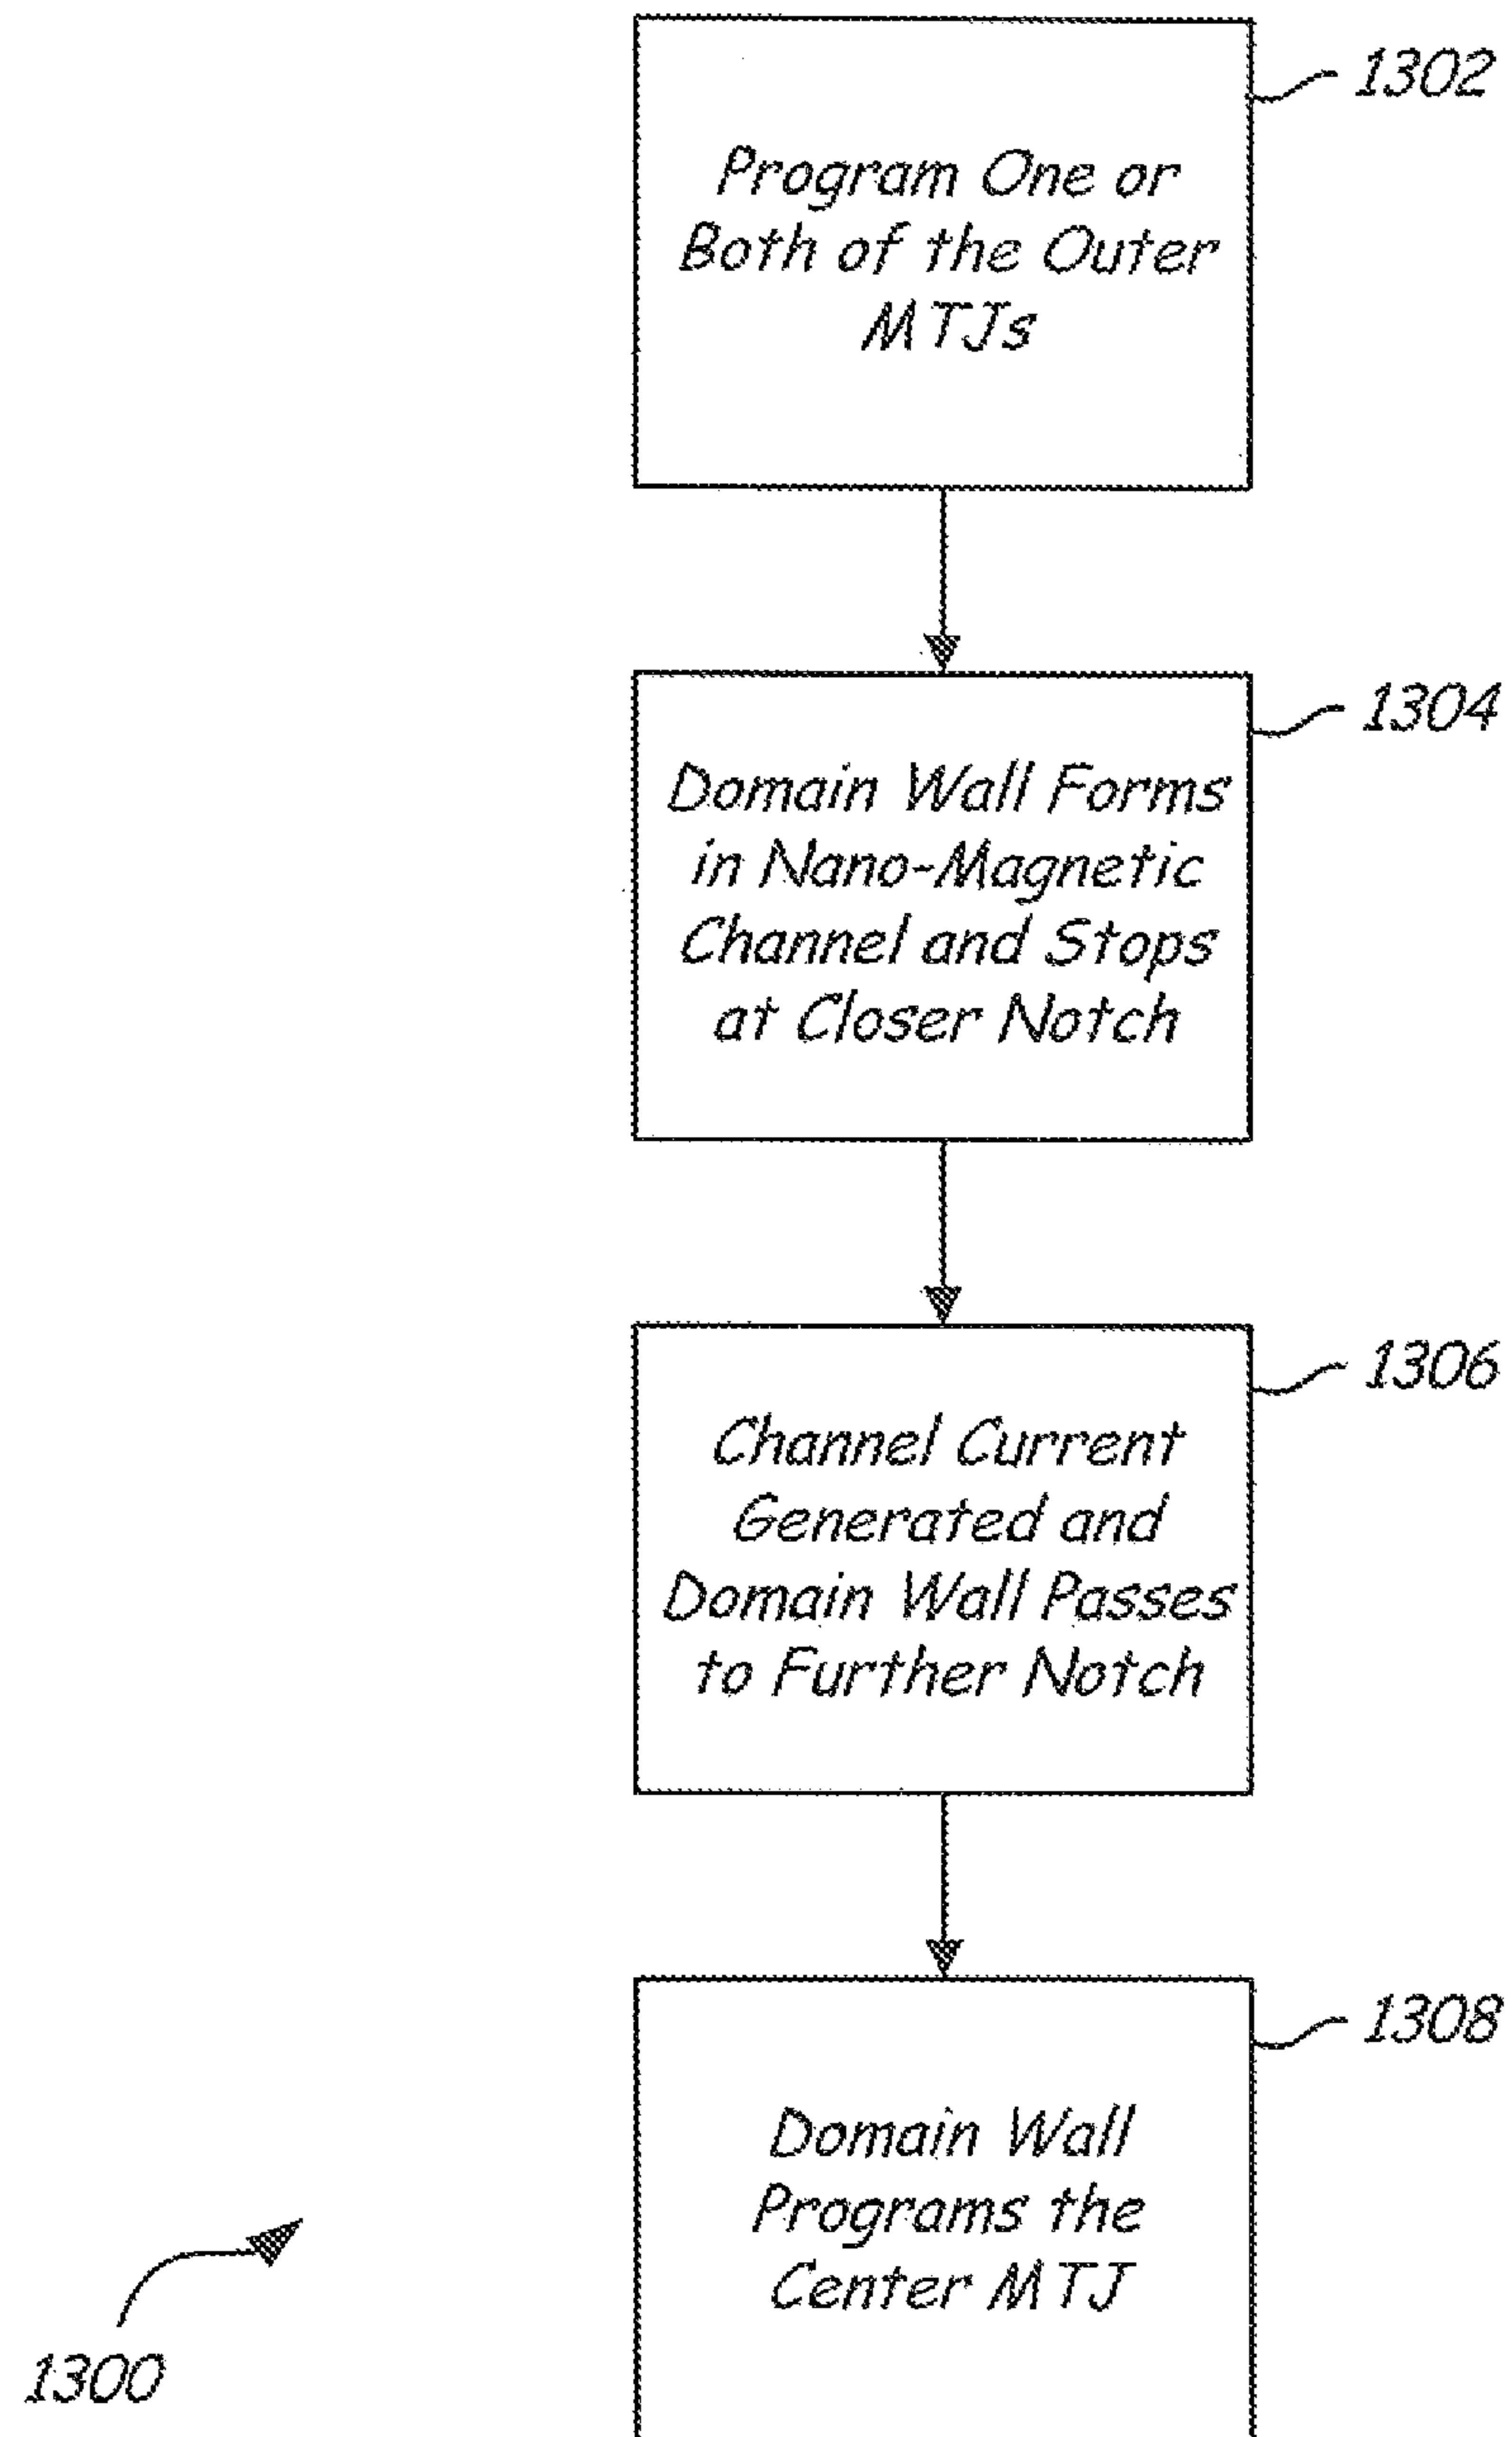 1302
Program One or
Both of the Outer
MTJs
1304
Domain Wall Forms
in Nano-Magnetic
Channel and Stops
at Closer Notch
1306
Channel Current
Generated and
Domain Wall Passes
to Further Notch
1308
Domain Wall
Programs the
Center MTJ
1300